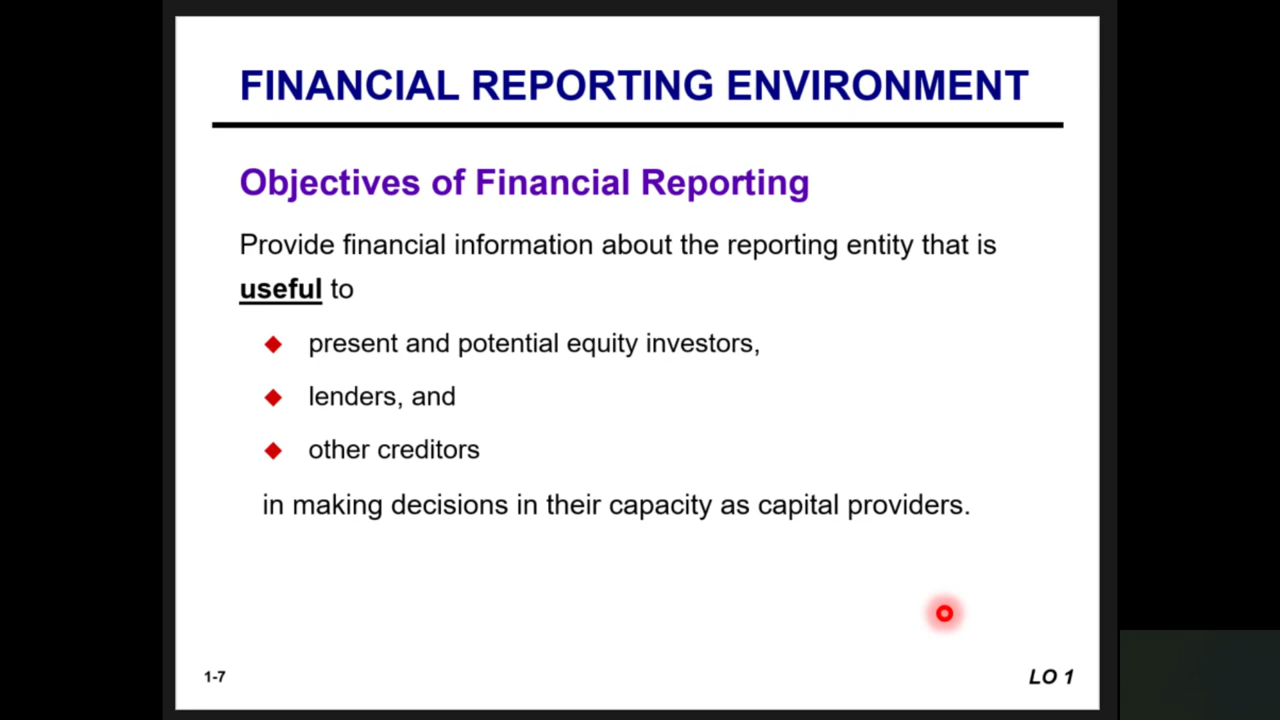 FINANCIAL REPORTING ENVIRONMENT
Objectives of Financial Reporting
Provide financial information about the reporting entity that is
useful to
present and potential equity investors,
lenders, and
other creditors
in making decisions in their capacity as capital providers.
1-7
LO 1